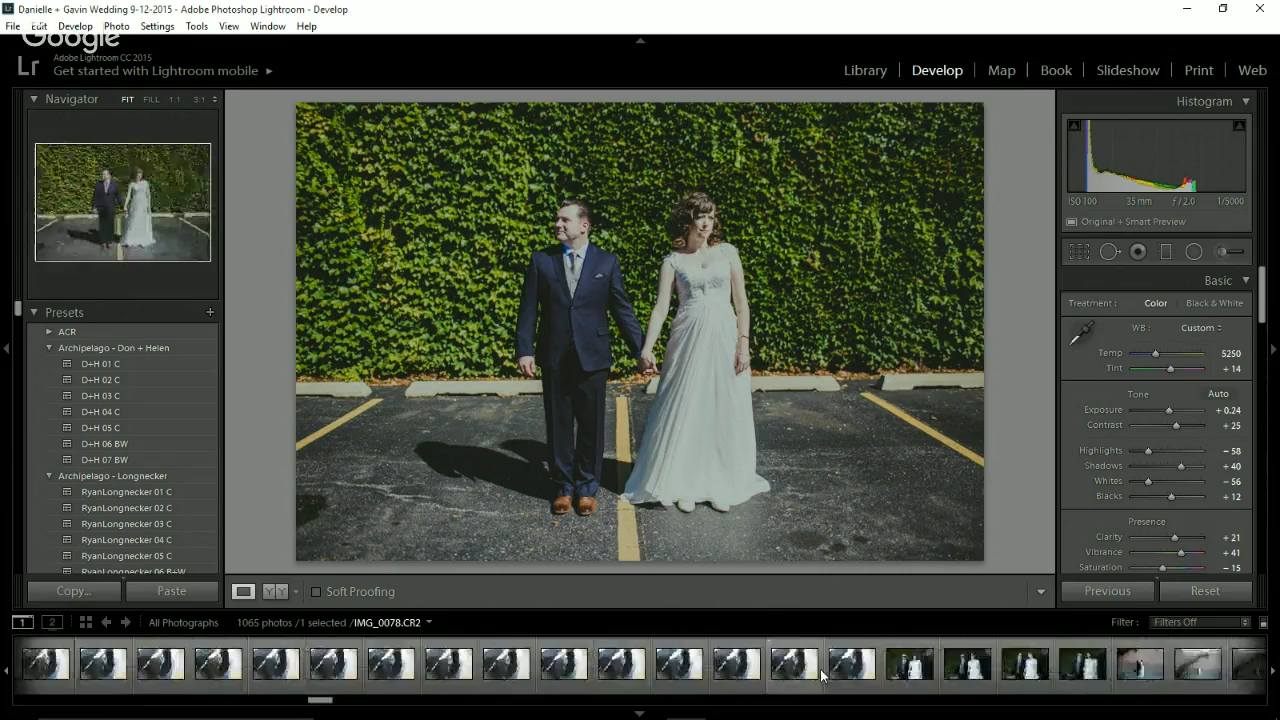 Danielle + Gavin Wedding 9-12-2015 - Adobe Photoshop Lightroom - Develop
File Edit Develop Photo Settings Tools View Window Help
Google
Lr Adobe Lightroom CC 2015
Get started with Lightroom mobile
Library Develop Map Book Slideshow Print Web
Navigator FIT FILL 1:1 3:1
Histogram
ISO 100 35 mm f / 2.0 1/5000
Original + Smart Preview
Basic
Treatment : Color Black & White
WB : Custom
Temp 5250
Tint + 14
Tone Auto
Exposure + 0.24
Contrast + 25
Highlights - 58
Shadows + 40
Whites - 56
Blacks + 12
Presence
Clarity + 21
Vibrance + 41
Saturation - 15
Previous Reset
Presets +
ACR
Archipelago - Don + Helen
D+H 01 C
D+H 02 C
D+H 03 C
D+H 04 C
D+H 05 C
D+H 06 BW
D+H 07 BW
Archipelago - Longnecker
RyanLongnecker 01 C
RyanLongnecker 02 C
RyanLongnecker 03 C
RyanLongnecker 04 C
RyanLongnecker 05 C
RyanLongnecker 06 B+W
Copy... Paste
Y Y Soft Proofing
1 2 All Photographs 1065 photos / 1 selected / IMG_0078.CR2
Filter : Filters Off